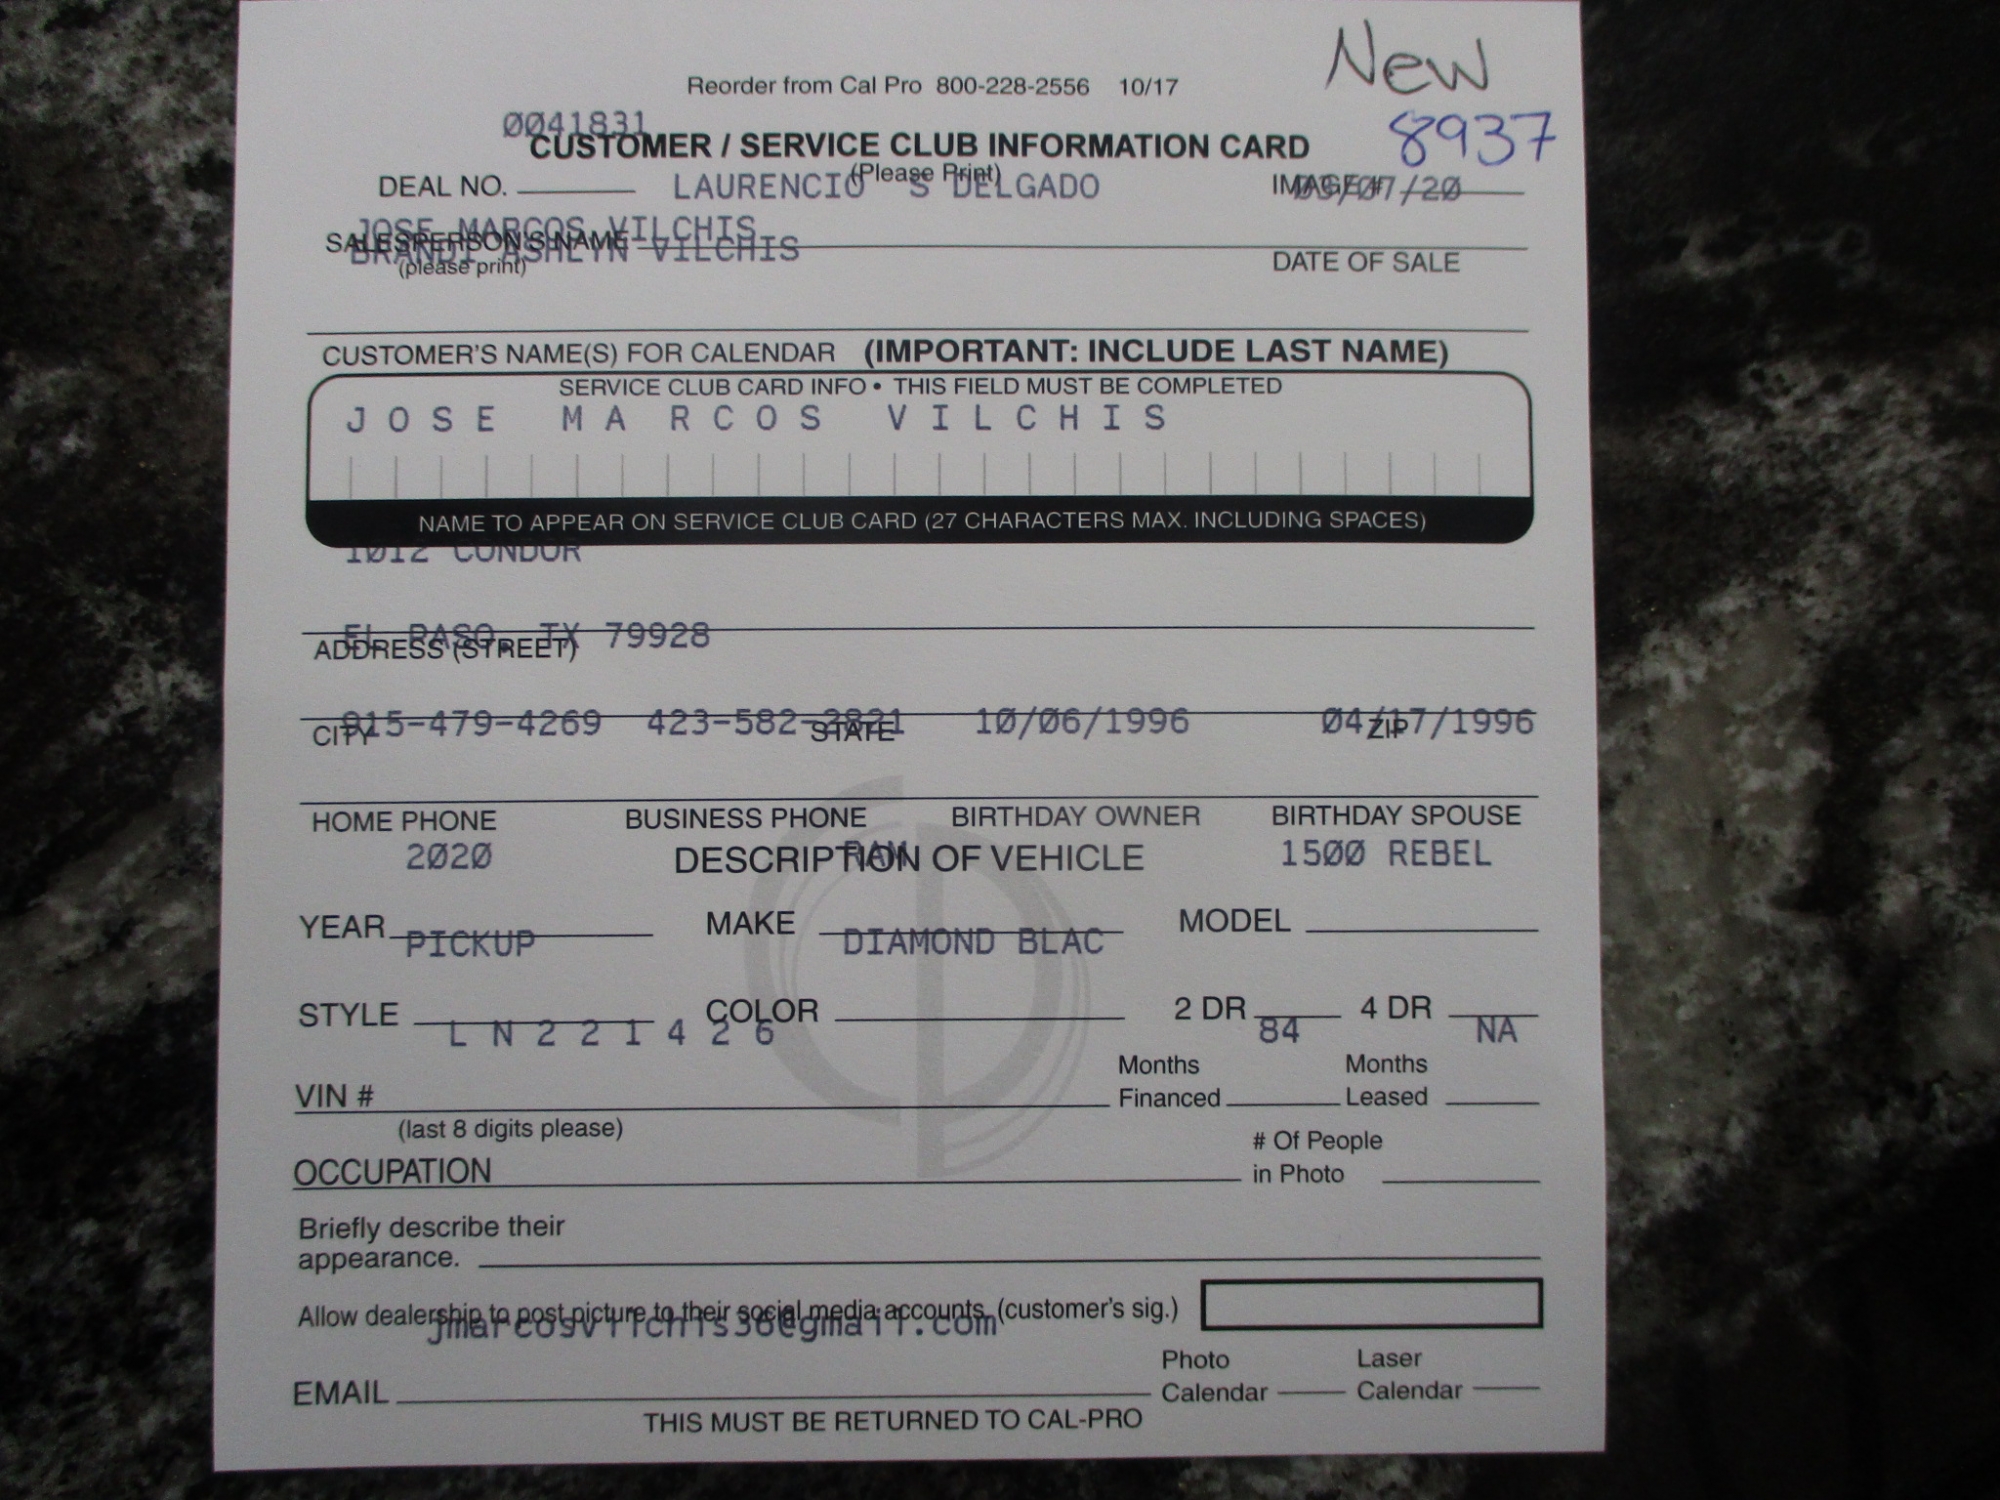 New
Reorder from Cal Pro 800-228-2556 10/17
0041831
8937
CUSTOMER / SERVICE CLUB INFORMATION CARD
(Please Print)
DEAL NO. LAURENCIO S DELGADO IMAGE# /07/20
JOSE MARCOS VILCHIS
SALESPERSON'S NAME
BRANDI ASHLYN VILCHIS
(please print) DATE OF SALE
CUSTOMER'S NAME(S) FOR CALENDAR (IMPORTANT: INCLUDE LAST NAME)
SERVICE CLUB CARD INFO • THIS FIELD MUST BE COMPLETED
JOSE MARCOS VILCHIS
NAME TO APPEAR ON SERVICE CLUB CARD (27 CHARACTERS MAX. INCLUDING SPACES)
1012 CONDOR
EL PASO, TX 79928
ADDRESS (STREET)
915-479-4269 423-582-2821 10/06/1996 04/17/1996
CITY STATE ZIP
HOME PHONE BUSINESS PHONE BIRTHDAY OWNER BIRTHDAY SPOUSE
2020 RAM 1500 REBEL
DESCRIPTION OF VEHICLE
YEAR MAKE MODEL
PICKUP DIAMOND BLAC
STYLE COLOR 2 DR 4 DR
LN221426 84 NA
VIN # Months Financed Months Leased
(last 8 digits please)
OCCUPATION # Of People in Photo
Briefly describe their
appearance.
Allow dealership to post picture to their social media accounts. (customer's sig.)
jmarcosvilchis36@gmail.com
EMAIL Photo Calendar Laser Calendar
THIS MUST BE RETURNED TO CAL-PRO